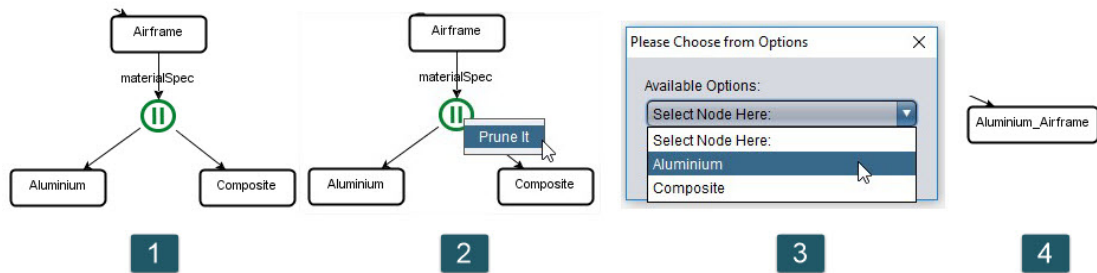 Airframe
materialSpec
Aluminium
Composite
1
Airframe
materialSpec
Prune It
Aluminium
Composite
2
Please Choose from Options
Available Options:
Select Node Here:
Select Node Here:
Aluminium
Composite
3
Aluminium_Airframe
4